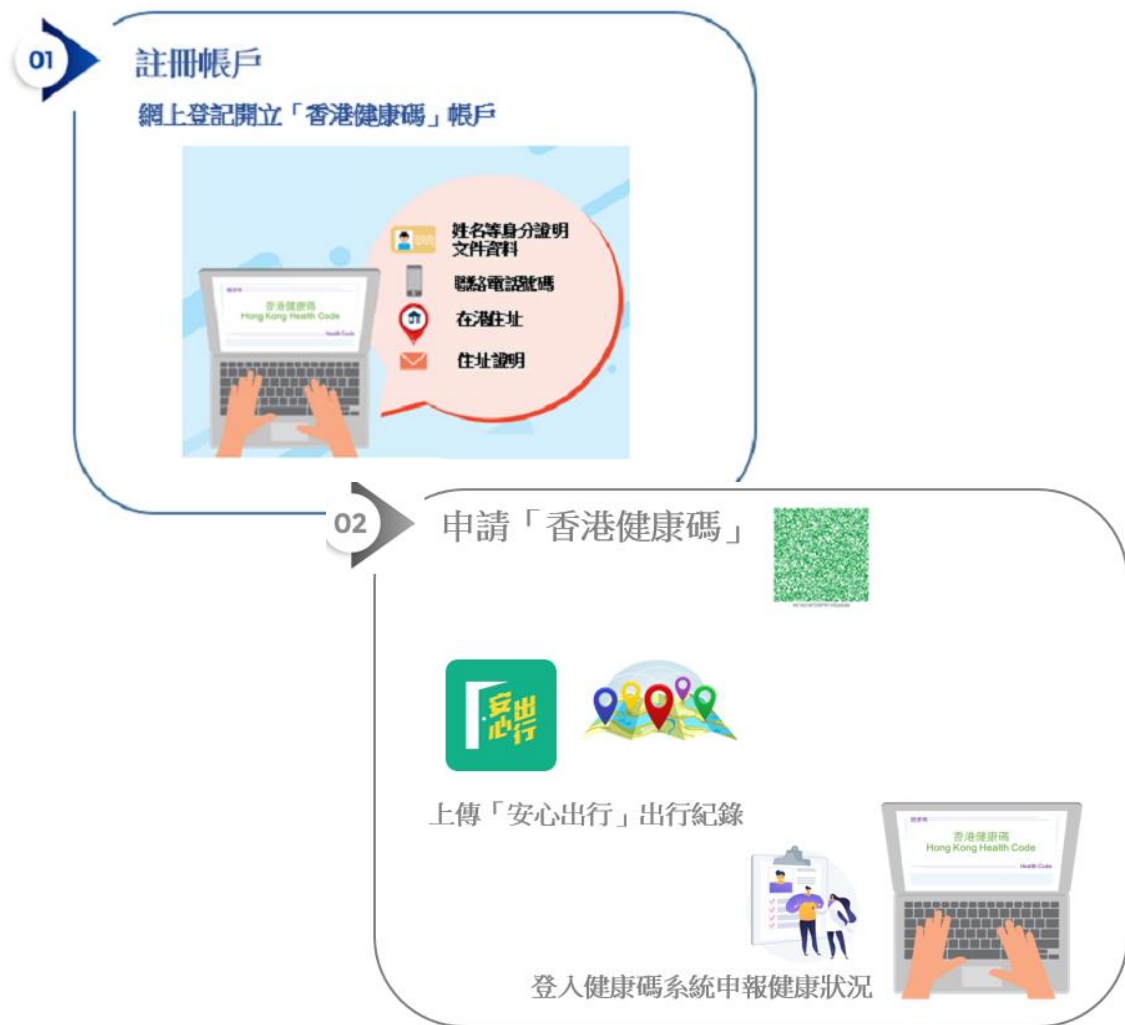 01
註冊帳戶
網上登記開立「香港健康碼」帳戶
姓名等身分證明
文件資料
聯絡電話號碼
在港住址
住址證明
香港健康碼
Hong Kong Health Code
Health Code
02
申請「香港健康碼」
安心出行
上傳「安心出行」出行紀錄
香港健康碼
Hong Kong Health Code
Health Code
登入健康碼系統申報健康狀況